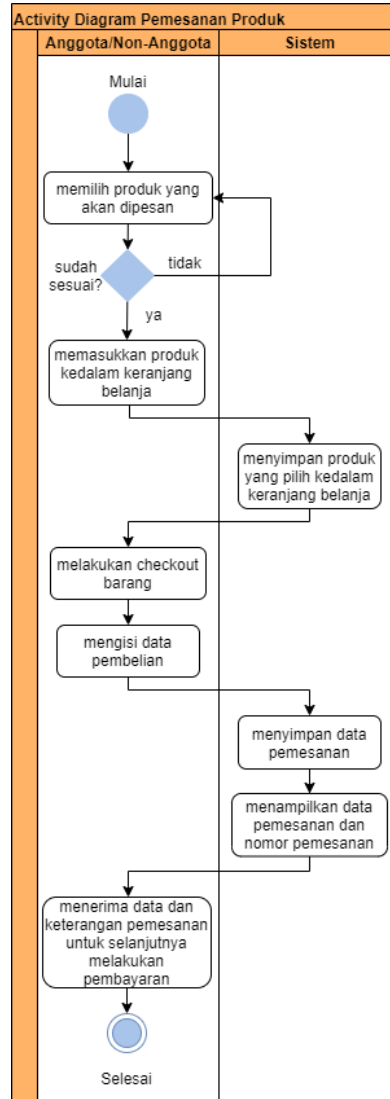 Activity Diagram Pemesanan Produk
Anggota/Non-Anggota
Sistem
Mulai
memilih produk yang
akan dipesan
sudah
sesuai?
tidak
ya
memasukkan produk
kedalam keranjang
belanja
menyimpan produk
yang pilih kedalam
keranjang belanja
melakukan checkout
barang
mengisi data
pembelian
menyimpan data
pemesanan
menampilkan data
pemesanan dan
nomor pemesanan
menerima data dan
keterangan pemesanan
untuk selanjutnya
melakukan
pembayaran
Selesai